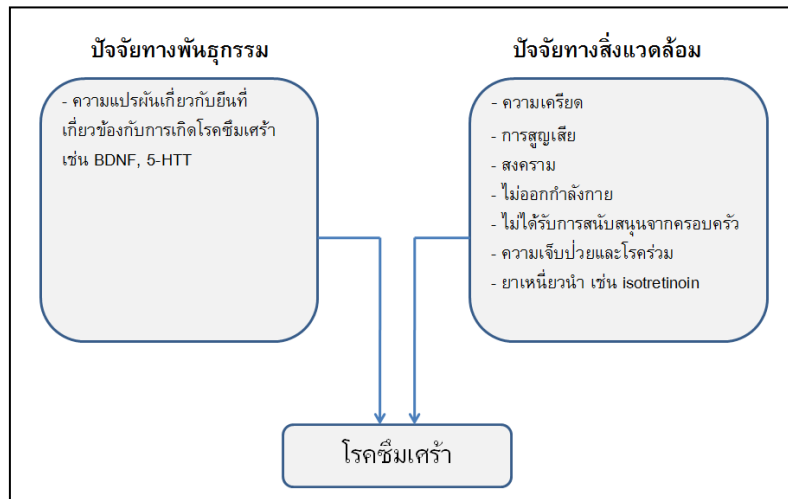 ปัจจัยทางพันธุกรรม
- ความแปรผันเกี่ยวกับยีนที่
เกี่ยวข้องกับการเกิดโรคซึมเศร้า
เช่น BDNF, 5-HTT
ปัจจัยทางสิ่งแวดล้อม
- ความเครียด
- การสูญเสีย
- สงคราม
- ไม่ออกกำลังกาย
- ไม่ได้รับการสนับสนุนจากครอบครัว
- ความเจ็บป่วยและโรคร่วม
- ยาเหนี่ยวนำ เช่น isotretinoin
โรคซึมเศร้า